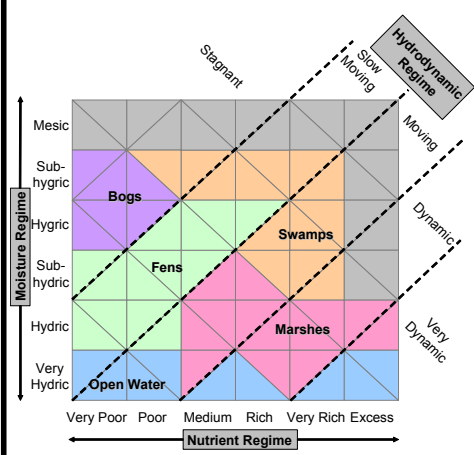 Stagnant
Slow
Moving
Hydrodynamic
Regime
Moving
Dynamic
Very
Dynamic
Moisture Regime
Mesic
Sub-
hygric
Hygric
Sub-
hydric
Hydric
Very
Hydric
Bogs
Swamps
Fens
Marshes
Open Water
Very Poor Poor Medium Rich Very Rich Excess
Nutrient Regime